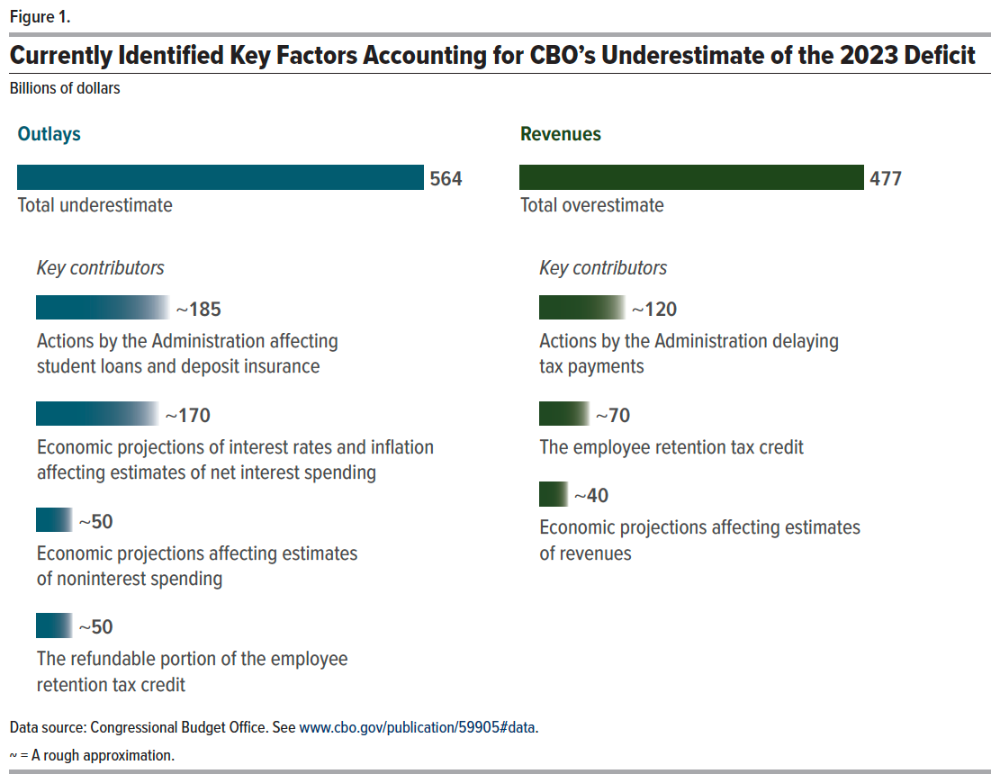 Figure 1.
Currently Identified Key Factors Accounting for CBO’s Underestimate of the 2023 Deficit
Billions of dollars
Outlays
564
Total underestimate
Key contributors
~185
Actions by the Administration affecting
student loans and deposit insurance
~170
Economic projections of interest rates and inflation
affecting estimates of net interest spending
~50
Economic projections affecting estimates
of noninterest spending
~50
The refundable portion of the employee
retention tax credit
Revenues
477
Total overestimate
Key contributors
~120
Actions by the Administration delaying
tax payments
~70
The employee retention tax credit
~40
Economic projections affecting estimates
of revenues
Data source: Congressional Budget Office. See www.cbo.gov/publication/59905#data.
~ = A rough approximation.